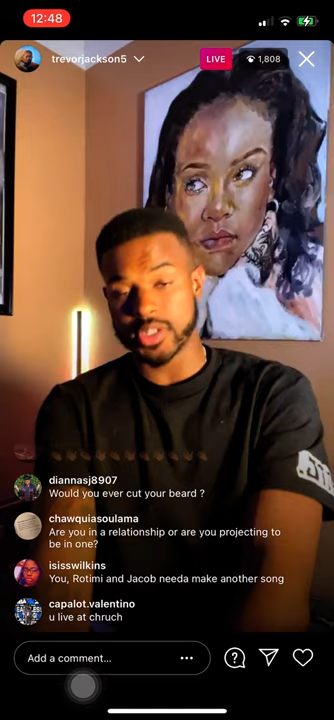 12:48
trevorjackson5
LIVE
1,808
diannasj8907
Would you ever cut your beard ?
chawquiasoulama
Are you in a relationship or are you projecting to
be in one?
isisswilkins
You, Rotimi and Jacob needa make another song
capalot.valentino
u live at chruch
Add a comment...